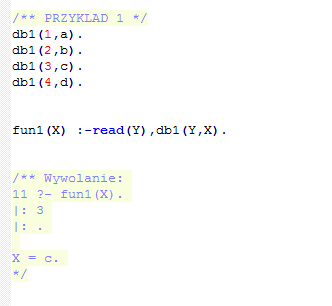 /** PRZYKLAD 1 */
db1(1,a).
db1(2,b).
db1(3,c).
db1(4,d).
fun1(X) :-read(Y),db1(Y,X).
/** Wywolanie:
11 ?- fun1(X).
|: 3
|: .
X = c.
*/